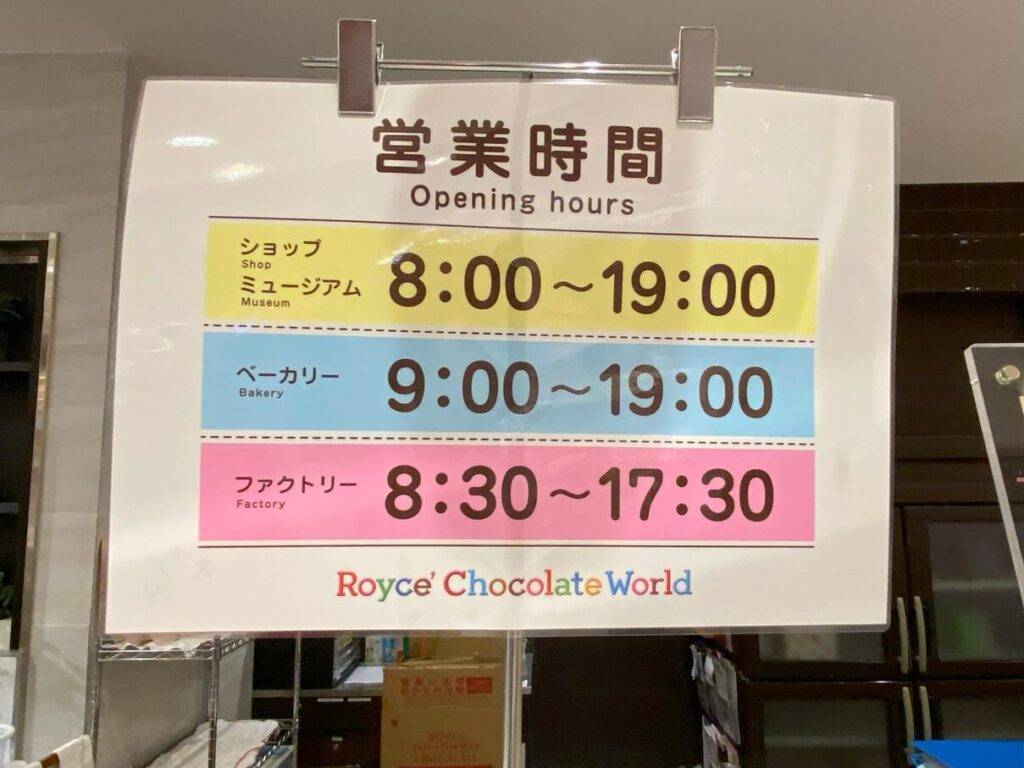 営業時間
Opening hours
ショップ
Shop
ミュージアム
Museum
8:00~19:00
ベーカリー
Bakery
9:00~19:00
ファクトリー
Factory
8:30~17:30
Royce' Chocolate World